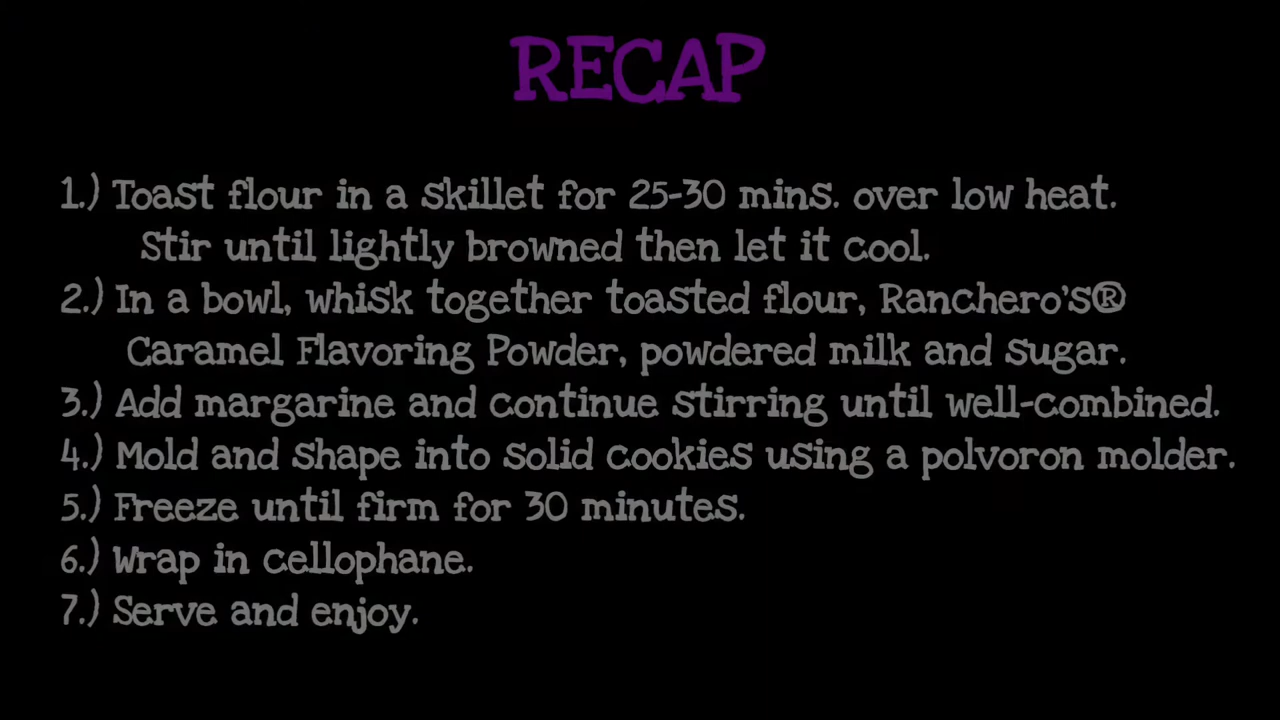 RECAP
1.) Toast flour in a skillet for 25-30 mins. over low heat.
Stir until lightly browned then let it cool.
2.) In a bowl, whisk together toasted flour, Ranchero's®
Caramel Flavoring Powder, powdered milk and sugar.
3.) Add margarine and continue stirring until well-combined.
4.) Mold and shape into solid cookies using a polvoron molder.
5.) Freeze until firm for 30 minutes.
6.) Wrap in cellophane.
7.) Serve and enjoy.